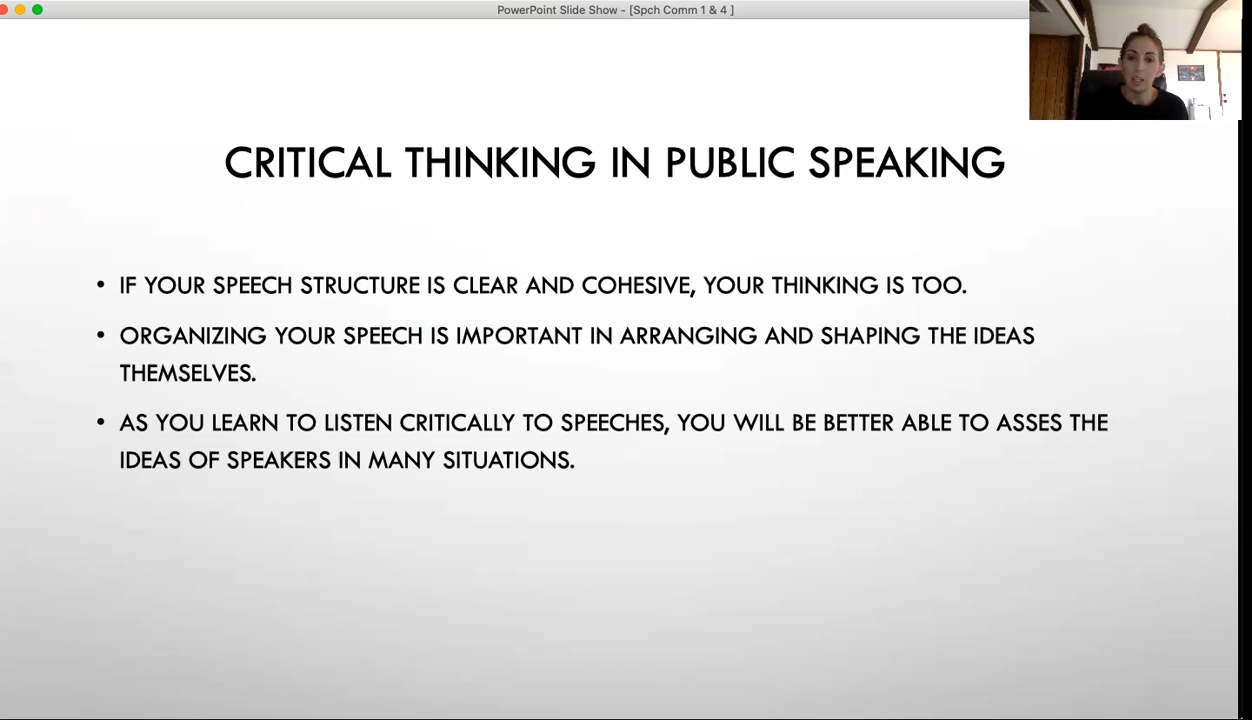 PowerPoint Slide Show - [Spch Comm 1 & 4 ]
CRITICAL THINKING IN PUBLIC SPEAKING
• IF YOUR SPEECH STRUCTURE IS CLEAR AND COHESIVE, YOUR THINKING IS TOO.
• ORGANIZING YOUR SPEECH IS IMPORTANT IN ARRANGING AND SHAPING THE IDEAS
THEMSELVES.
• AS YOU LEARN TO LISTEN CRITICALLY TO SPEECHES, YOU WILL BE BETTER ABLE TO ASSES THE
IDEAS OF SPEAKERS IN MANY SITUATIONS.